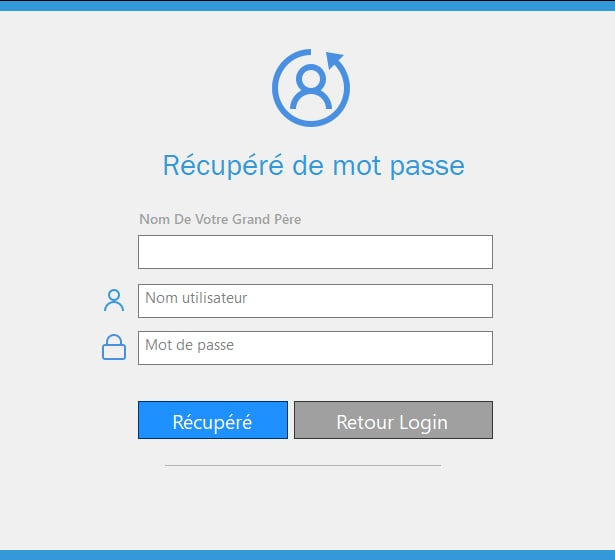 Récupéré de mot passe
Nom De Votre Grand Père
Nom utilisateur
Mot de passe
Récupéré
Retour Login